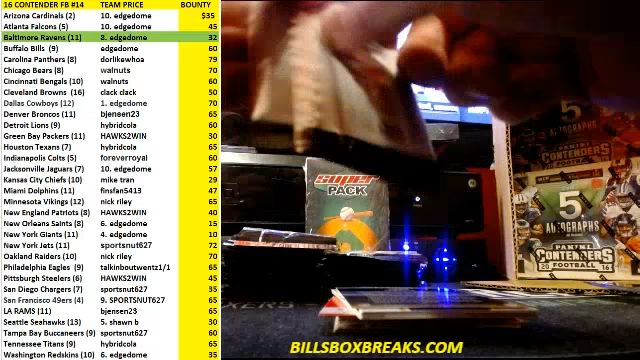 16 CONTENDER FB #14 TEAM PRICE BOUNTY
Arizona Cardinals (2) 10. edgedome $35
Atlanta Falcons (5) 10. edgedome 45
Baltimore Ravens (11) 8. edgedome 32
Buffalo Bills (9) edgedome 60
Carolina Panthers (8) dorlikewhoa 79
Chicago Bears (8) walnuts 70
Cincinnati Bengals (10) walnuts 60
Cleveland Browns (16) clack clack 50
Dallas Cowboys (12) 1. edgedome 70
Denver Broncos (11) bjensen23 65
Detroit Lions (9) hybridcola 60
Green Bay Packers (11) HAWKS2WIN 30
Houston Texans (7) hybridcola 65
Indianapolis Colts (5) foreverroyal 60
Jacksonville Jaguars (7) 10. edgedome 57
Kansas City Chiefs (10) mike tran 29
Miami Dolphins (11) finsfan5413 47
Minnesota Vikings (12) nick riley 65
New England Patriots (8) HAWKS2WIN 40
New Orleans Saints (8) 6. edgedome 15
New York Giants (11) 4. edgedome 10
New York Jets (11) sportsnut627 72
Oakland Raiders (10) nick riley 70
Philadelphia Eagles (9) talkinboutwentz1/1 65
Pittsburgh Steelers (6) HAWKS2WIN 45
San Diego Chargers (7) sportsnut627 35
San Francisco 49ers (4) 9. SPORTSNUT627 65
LA RAMS (11) bjensen23 65
Seattle Seahawks (13) 5. shawn b 30
Tampa Bay Buccaneers (9) sportsnut627 60
Tennessee Titans (9) hybridcola 65
Washington Redskins (10) 6. edgedome 35
SUPER
PACK
5
AUTOGRAPHS
CONTENDERS
5
AUTOGRAPHS
PANINI
CONTENDERS
20 FOOTBALL 16
BILLSBOXBREAKS.COM